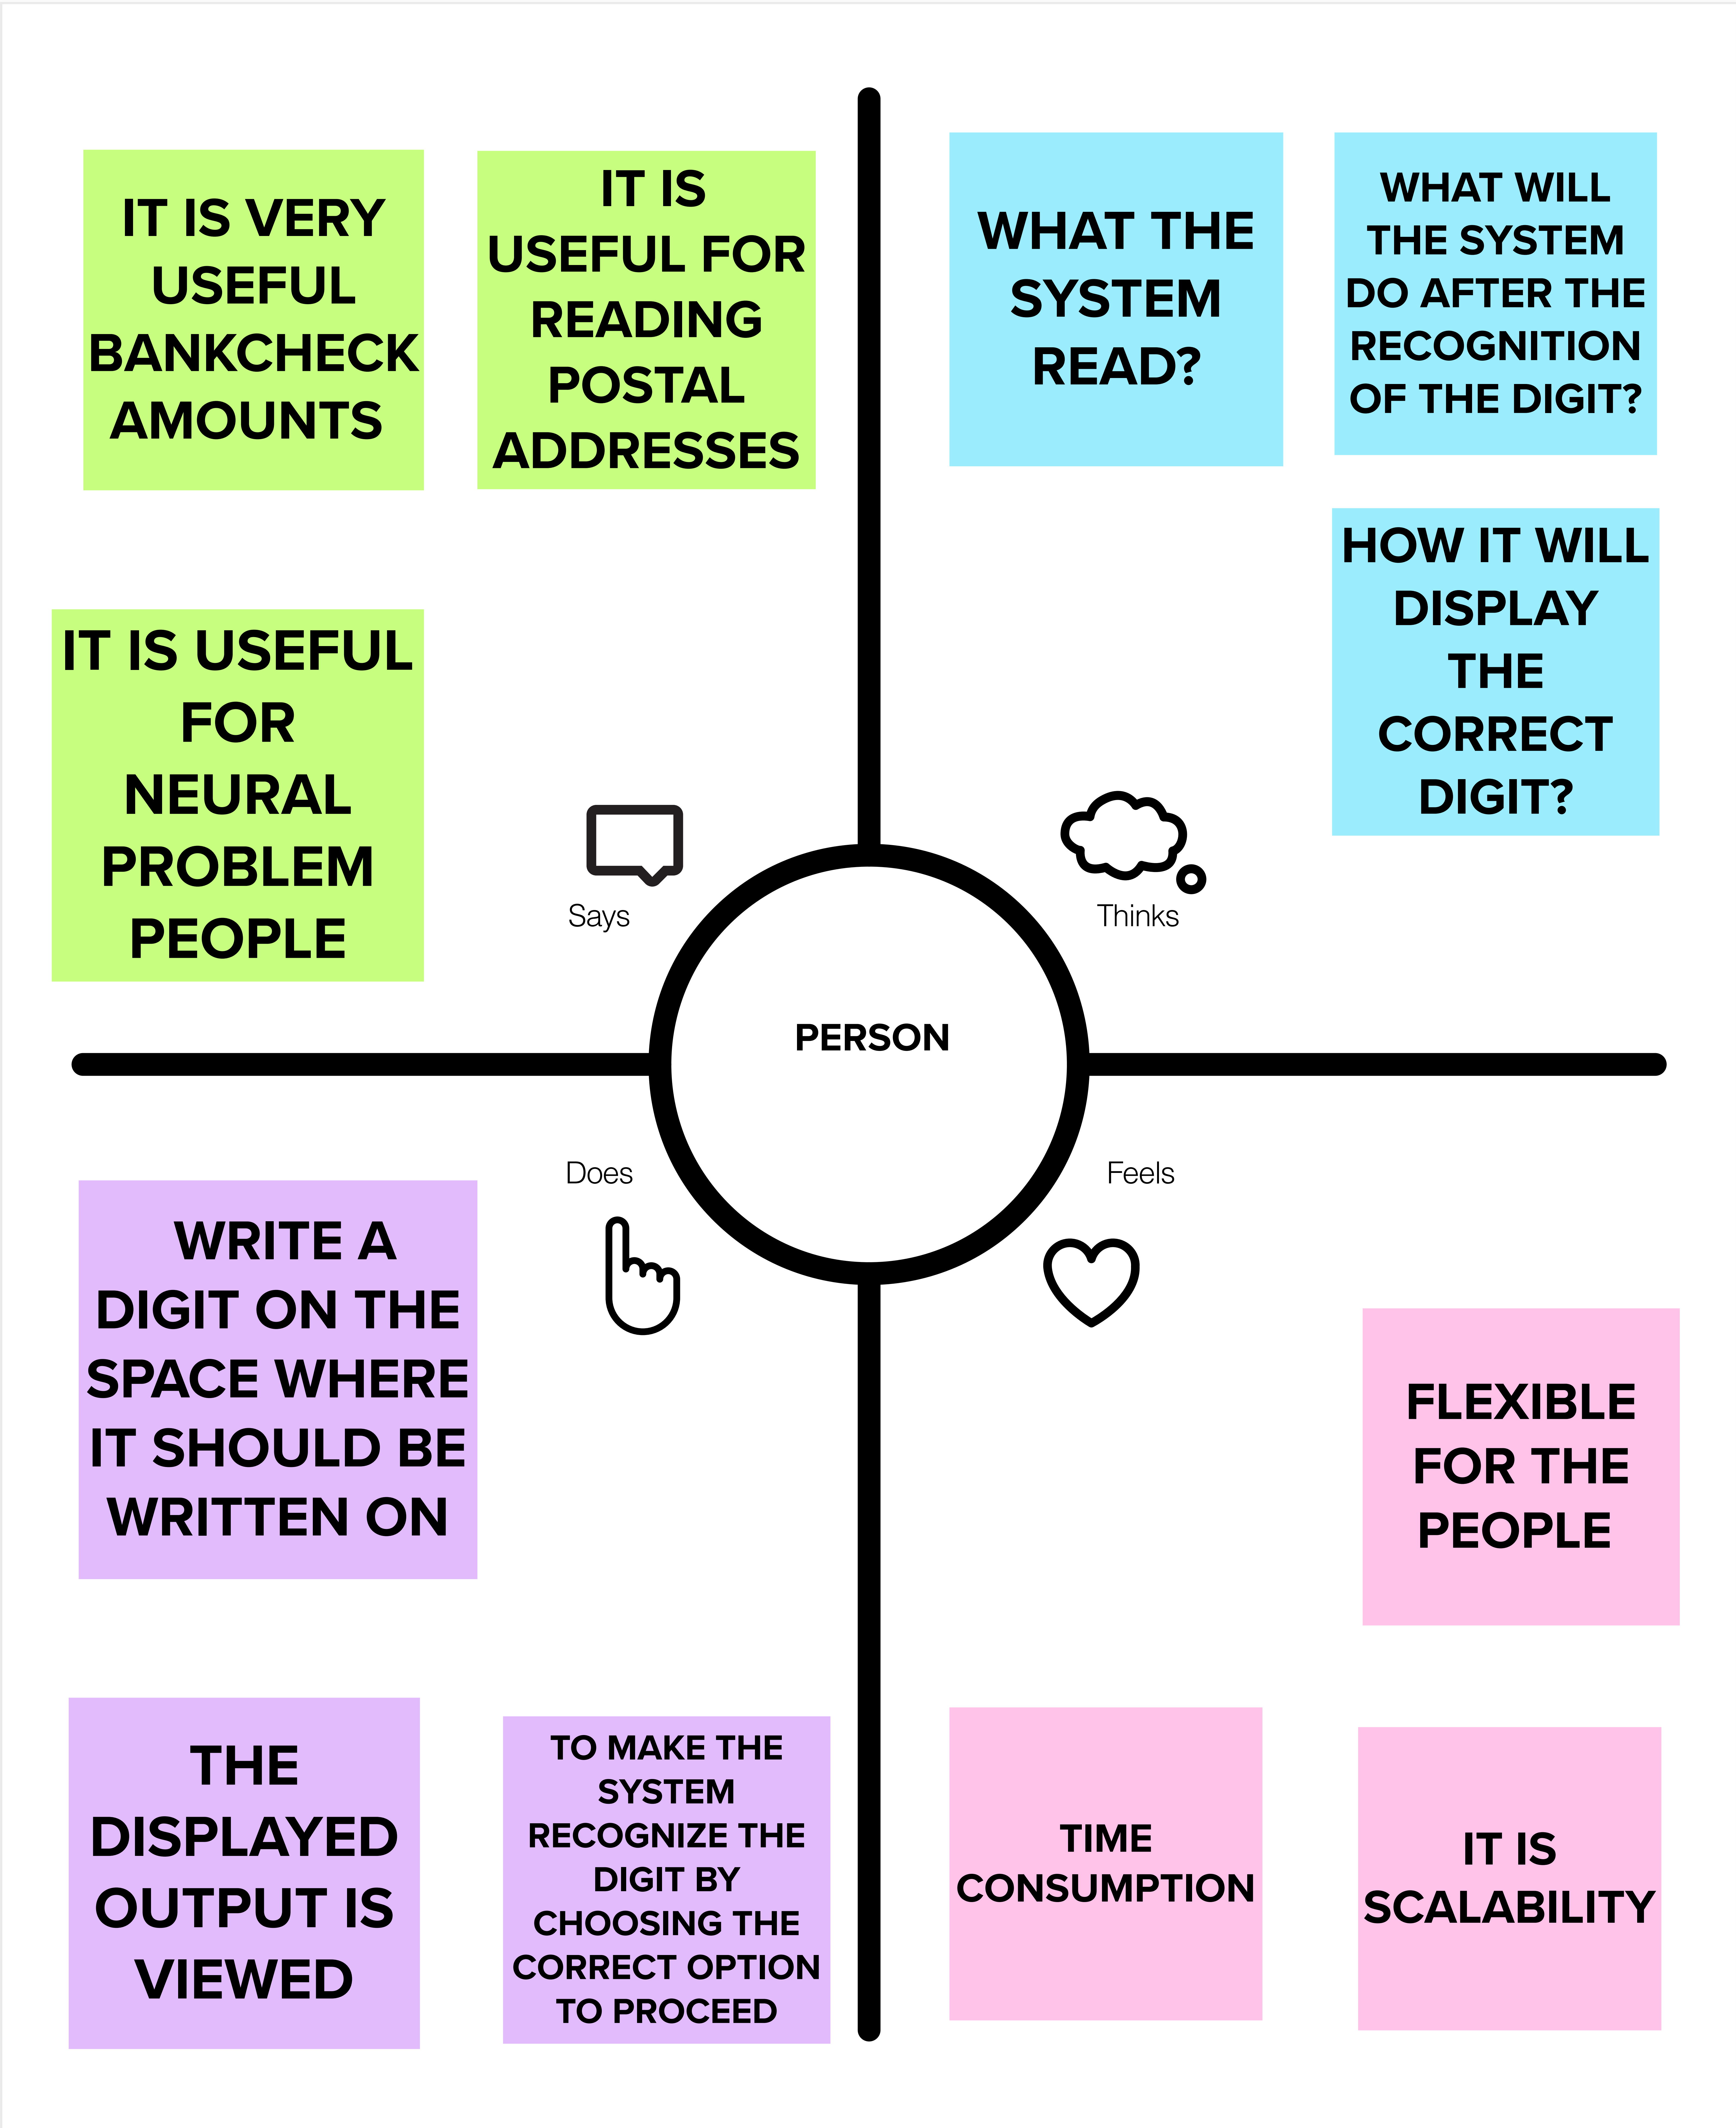 IT IS VERY
USEFUL
BANKCHECK
AMOUNTS
IT IS
USEFUL FOR
READING
POSTAL
ADDRESSES
IT IS USEFUL
FOR
NEURAL
PROBLEM
PEOPLE
Says
WHAT THE
SYSTEM
READ?
WHAT WILL
THE SYSTEM
DO AFTER THE
RECOGNITION
OF THE DIGIT?
HOW IT WILL
DISPLAY
THE
CORRECT
DIGIT?
Thinks
PERSON
Does
WRITE A
DIGIT ON THE
SPACE WHERE
IT SHOULD BE
WRITTEN ON
THE
DISPLAYED
OUTPUT IS
VIEWED
TO MAKE THE
SYSTEM
RECOGNIZE THE
DIGIT BY
CHOOSING THE
CORRECT OPTION
TO PROCEED
Feels
FLEXIBLE
FOR THE
PEOPLE
TIME
CONSUMPTION
IT IS
SCALABILITY